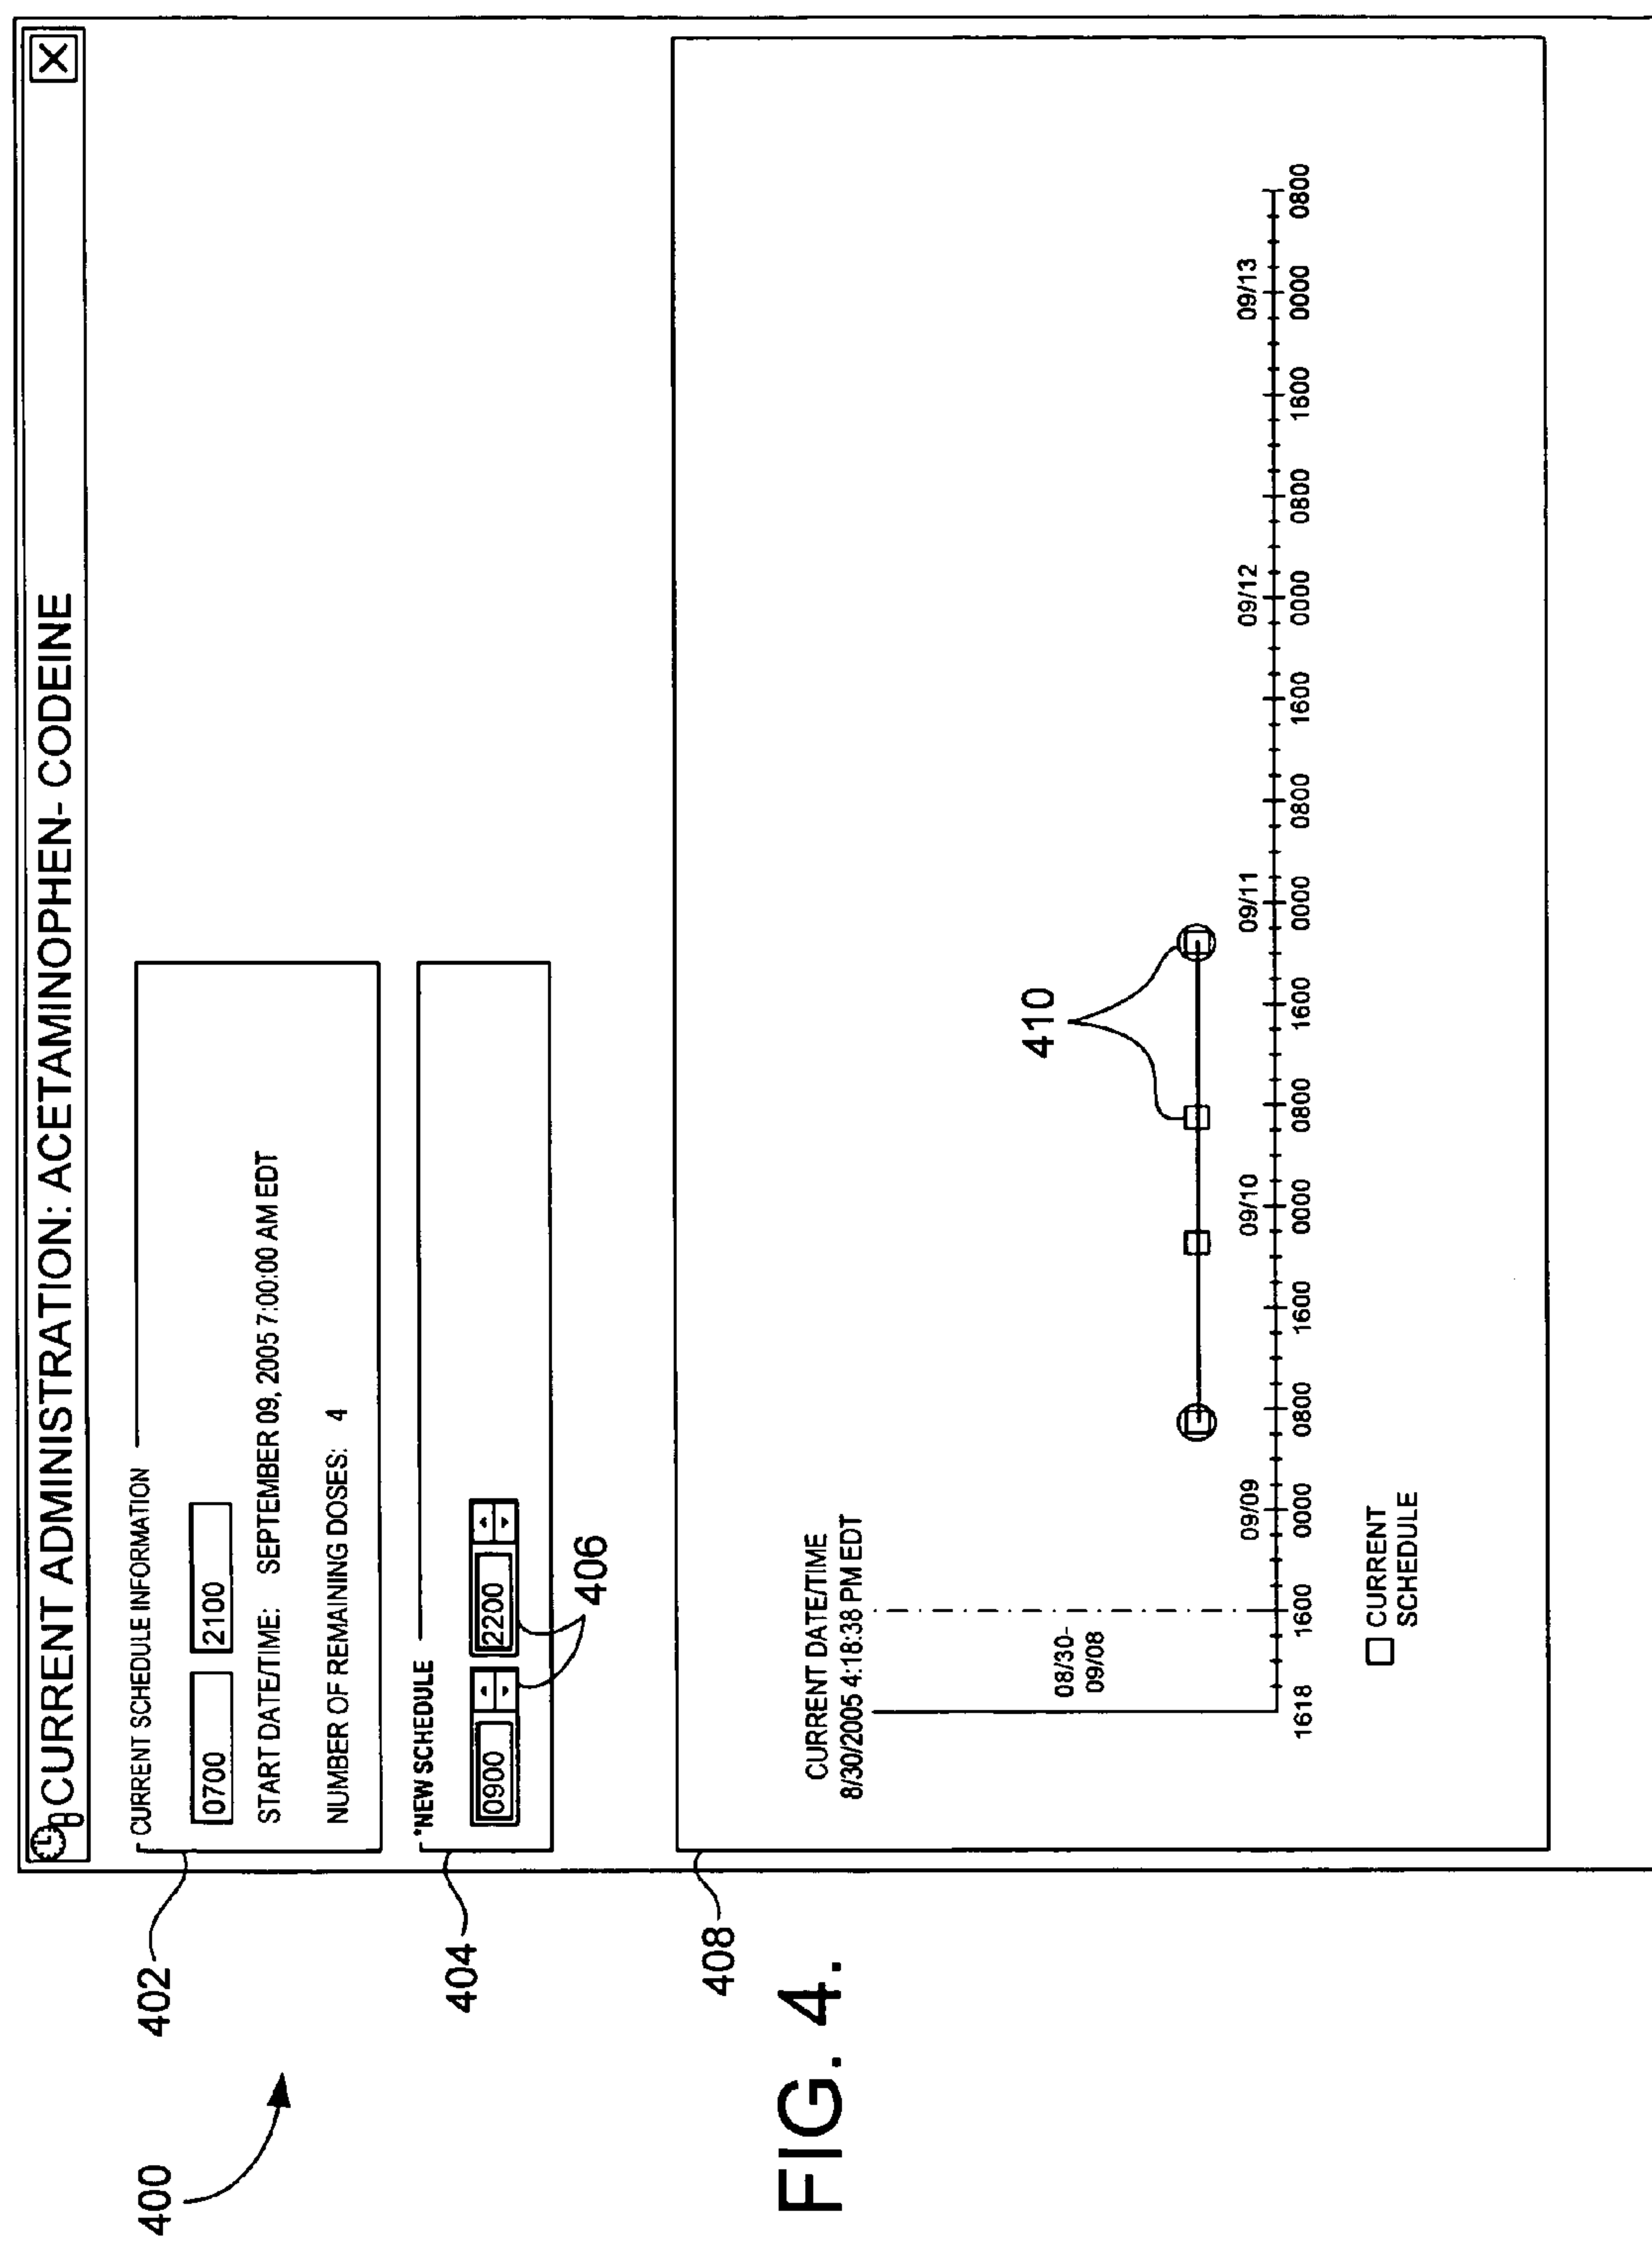 CURRENT ADMINISTRATION: ACETAMINOPHEN- CODEINE
X
CURRENT SCHEDULE INFORMATION
0700 2100
START DATE/TIME: SEPTEMBER 09, 2005 7:00:00 AM EDT
NUMBER OF REMAINING DOSES: 4
*NEW SCHEDULE
0900 2200
406
CURRENT DATE/TIME
8/30/2005 4:18:38 PM EDT
410
08/30-
09/08
09/09 09/10 09/11 09/12 09/13
1618 1600 0000 0800 1600 0000 0800 1600 0000 0800 1600 0000 0800 1600 0000 0800
CURRENT
SCHEDULE
400
402
404
408
FIG. 4.